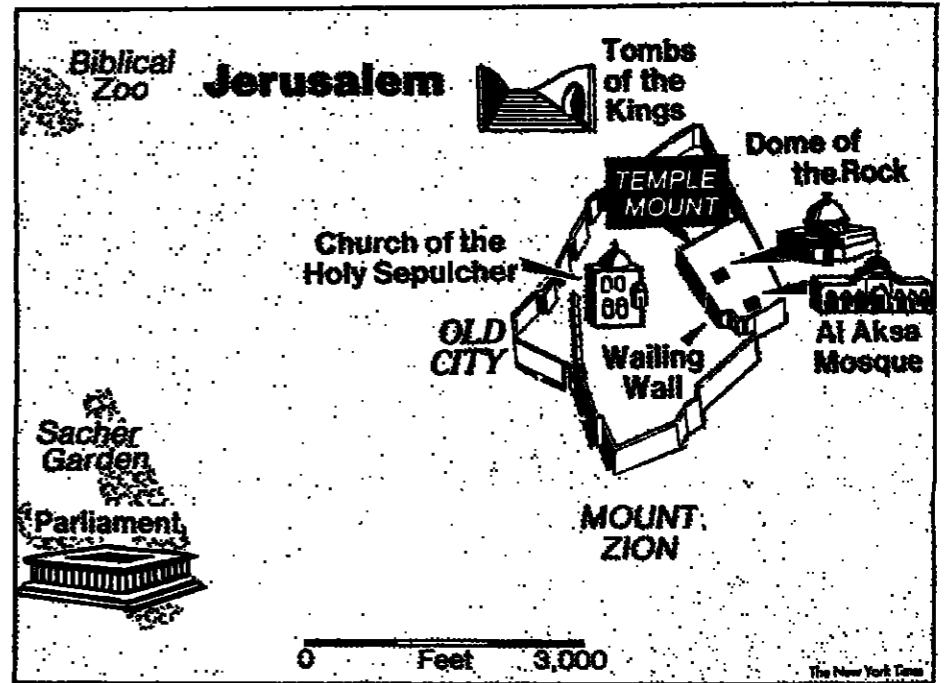 Biblical
Zoo
Jerusalem
Tombs
of the
Kings
Dome of
the Rock
TEMPLE
MOUNT
Church of the
Holy Sepulcher
OLD
CITY
Wailing
Wall
Al Aksa
Mosque
Sacher
Garden
Parliament
MOUNT
ZION
0 Feet 3,000
The New York Times